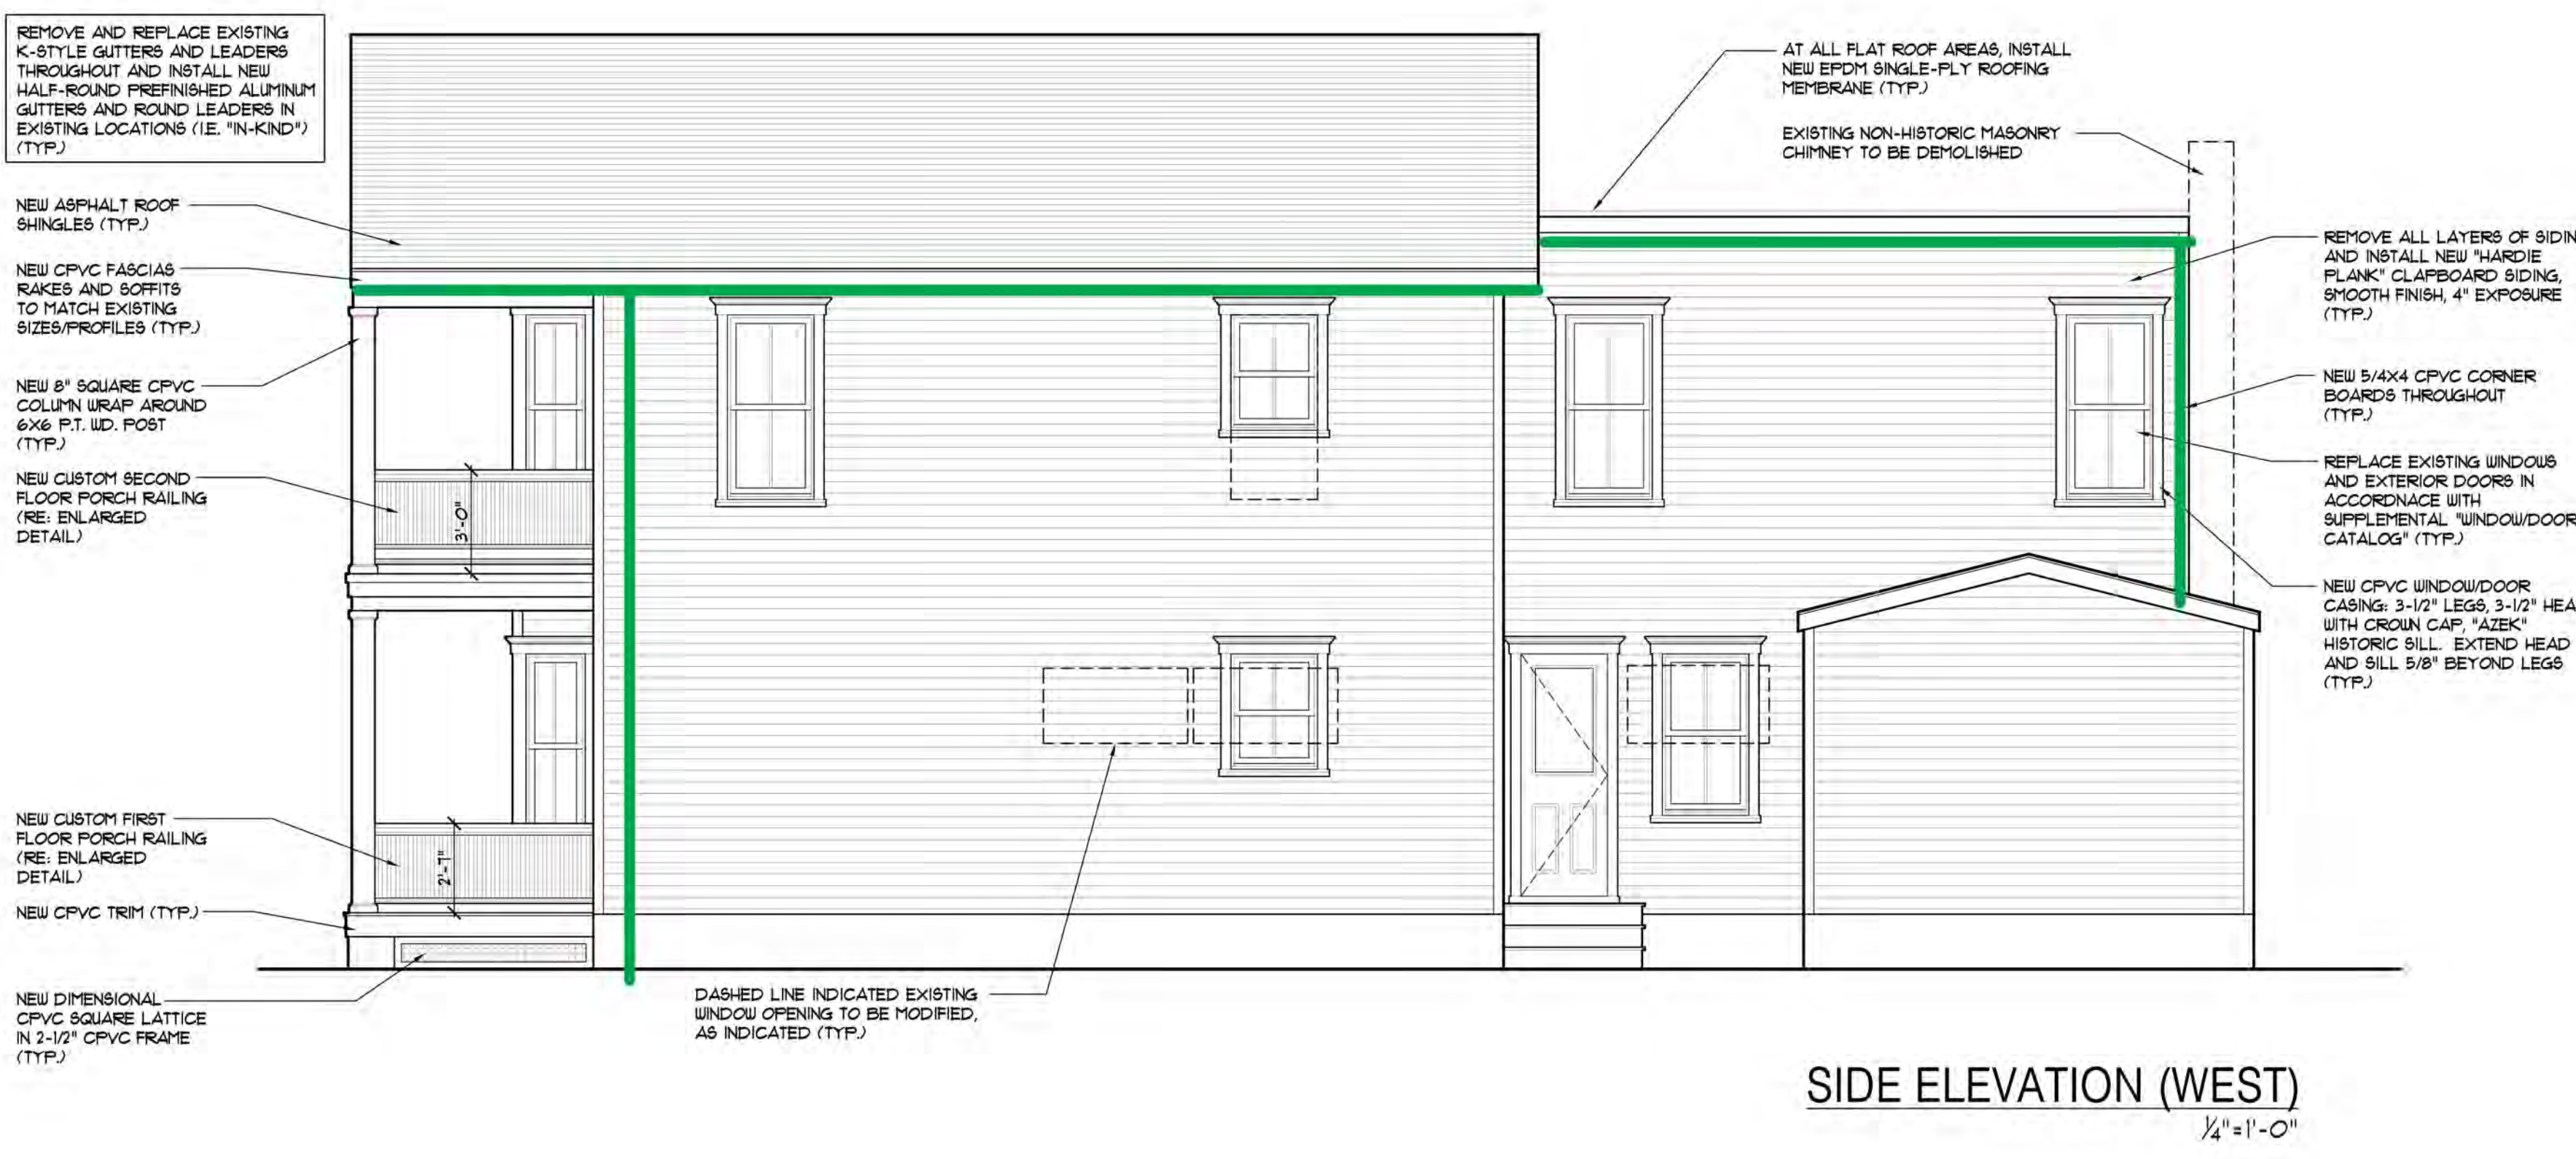 REMOVE AND REPLACE EXISTING
K-STYLE GUTTERS AND LEADERS
THROUGHOUT AND INSTALL NEW
HALF-ROUND PREFINISHED ALUMINUM
GUTTERS AND ROUND LEADERS IN
EXISTING LOCATIONS (I.E. "IN-KIND")
(TYP.)
NEW ASPHALT ROOF
SHINGLES (TYP.)
NEW CPVC FASCIAS
RAKES AND SOFFITS
TO MATCH EXISTING
SIZES/PROFILES (TYP.)
NEW 8" SQUARE CPVC
COLUMN WRAP AROUND
6X6 P.T. WD. POST
(TYP.)
NEW CUSTOM SECOND
FLOOR PORCH RAILING
(RE: ENLARGED
DETAIL)
3'-0"
NEW CUSTOM FIRST
FLOOR PORCH RAILING
(RE: ENLARGED
DETAIL)
2'-7"
NEW CPVC TRIM (TYP.)
NEW DIMENSIONAL
CPVC SQUARE LATTICE
IN 2-1/2" CPVC FRAME
(TYP.)
DASHED LINE INDICATED EXISTING
WINDOW OPENING TO BE MODIFIED,
AS INDICATED (TYP.)
AT ALL FLAT ROOF AREAS, INSTALL
NEW EPDM SINGLE-PLY ROOFING
MEMBRANE (TYP.)
EXISTING NON-HISTORIC MASONRY
CHIMNEY TO BE DEMOLISHED
REMOVE ALL LAYERS OF SIDIN
AND INSTALL NEW "HARDIE
PLANK" CLAPBOARD SIDING,
SMOOTH FINISH, 4" EXPOSURE
(TYP.)
NEW 5/4X4 CPVC CORNER
BOARDS THROUGHOUT
(TYP.)
REPLACE EXISTING WINDOWS
AND EXTERIOR DOORS IN
ACCORDNACE WITH
SUPPLEMENTAL "WINDOW/DOOR
CATALOG" (TYP.)
NEW CPVC WINDOW/DOOR
CASING: 3-1/2" LEGS, 3-1/2" HEA
WITH CROWN CAP, "AZEK"
HISTORIC SILL. EXTEND HEAD
AND SILL 5/8" BEYOND LEGS
(TYP.)
SIDE ELEVATION (WEST)
1/4"=1'-0"